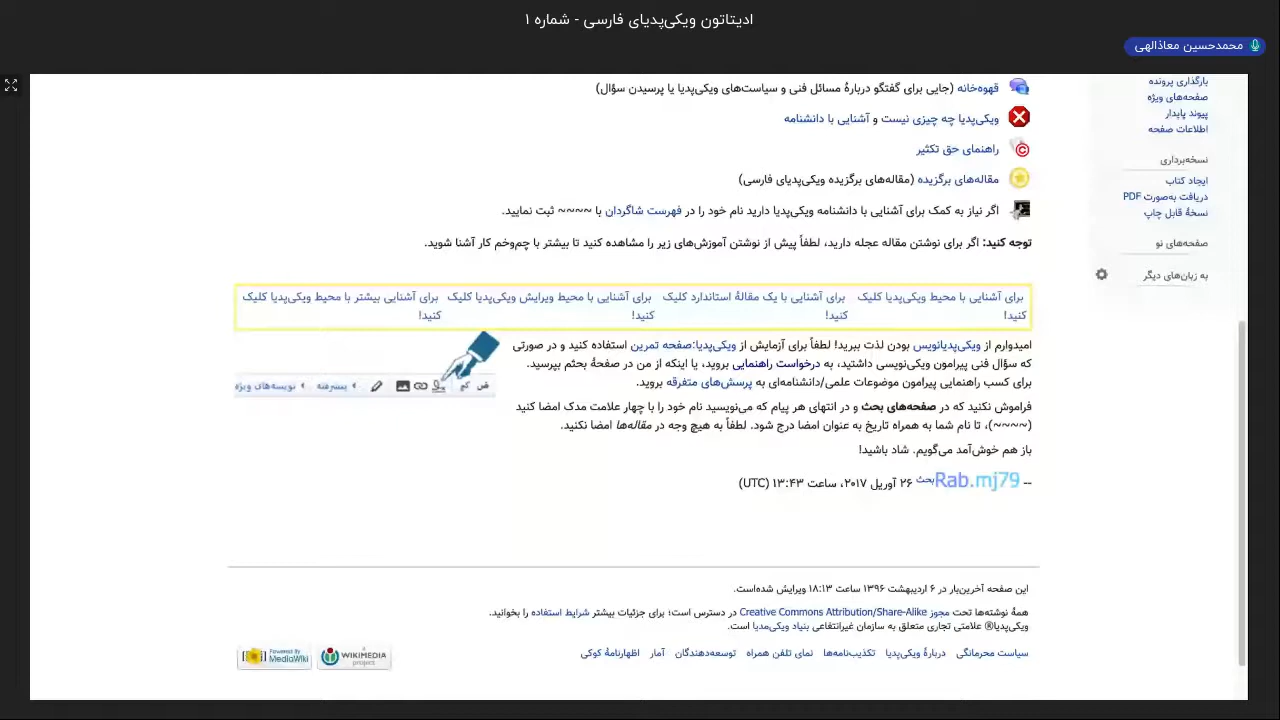 ادیتاتون ویکی‌پدیای فارسی - شماره ۱
محمدحسین معاذالهی
بارگذاری پرونده
صفحه‌های ویژه
پیوند پایدار
اطلاعات صفحه
نسخه‌برداری
ایجاد کتاب
دریافت به‌صورت PDF
نسخهٔ قابل چاپ
صفحه‌های نو
به زبان‌های دیگر
قهوه‌خانه (جایی برای گفتگو دربارهٔ مسائل فنی و سیاست‌های ویکی‌پدیا یا پرسیدن سؤال)
ویکی‌پدیا چه چیزی نیست و آشنایی با دانشنامه
راهنمای حق تکثیر
مقاله‌های برگزیده (مقاله‌های برگزیده ویکی‌پدیای فارسی)
اگر نیاز به کمک برای آشنایی با دانشنامه ویکی‌پدیا دارید نام خود را در فهرست شاگردان با ~~~~ ثبت نمایید.
توجه کنید: اگر برای نوشتن مقاله عجله دارید، لطفاً پیش از نوشتن آموزش‌های زیر را مشاهده کنید تا بیشتر با چم‌وخم کار آشنا شوید.
برای آشنایی با محیط ویکی‌پدیا کلیک کنید!
برای آشنایی با یک مقالهٔ استاندارد کلیک کنید!
برای آشنایی با محیط ویرایش ویکی‌پدیا کلیک کنید!
برای آشنایی بیشتر با محیط ویکی‌پدیا کلیک کنید!
امیدوارم از ویکی‌پدیانویس بودن لذت ببرید! لطفاً برای آزمایش از ویکی‌پدیا:صفحه تمرین استفاده کنید و در صورتی
که سؤال فنی پیرامون ویکی‌نویسی داشتید، به درخواست راهنمایی بروید، یا اینکه از من در صفحهٔ بحثم بپرسید.
برای کسب راهنمایی پیرامون موضوعات علمی/دانشنامه‌ای به پرسش‌های متفرقه بروید.
ض کج پیشرفته نویسه‌های ویژه
فراموش نکنید که در صفحه‌های بحث و در انتهای هر پیام که می‌نویسید نام خود را با چهار علامت مدک امضا کنید
(~~~~)، تا نام شما به همراه تاریخ به عنوان امضا درج شود. لطفاً به هیچ وجه در مقاله‌ها امضا نکنید.
باز هم خوش‌آمد می‌گویم. شاد باشید!
-- Rab.mj79بحث ۲۶ آوریل ۲۰۱۷، ساعت ۱۳:۴۳ (UTC)
این صفحه آخرین‌بار در ۶ اردیبهشت ۱۳۹۶ ساعت ۱۸:۱۳ ویرایش شده‌است.
همهٔ نوشته‌ها تحت مجوز Creative Commons Attribution/Share-Alike در دسترس است؛ برای جزئیات بیشتر شرایط استفاده را بخوانید.
ویکی‌پدیا® علامتی تجاری متعلق به سازمان غیرانتفاعی بنیاد ویکی‌مدیا است.
سیاست محرمانگی دربارهٔ ویکی‌پدیا تکذیب‌نامه‌ها نمای تلفن همراه توسعه‌دهندگان آمار اظهارنامهٔ کوکی
A WIKIMEDIA project
Powered By MediaWiki